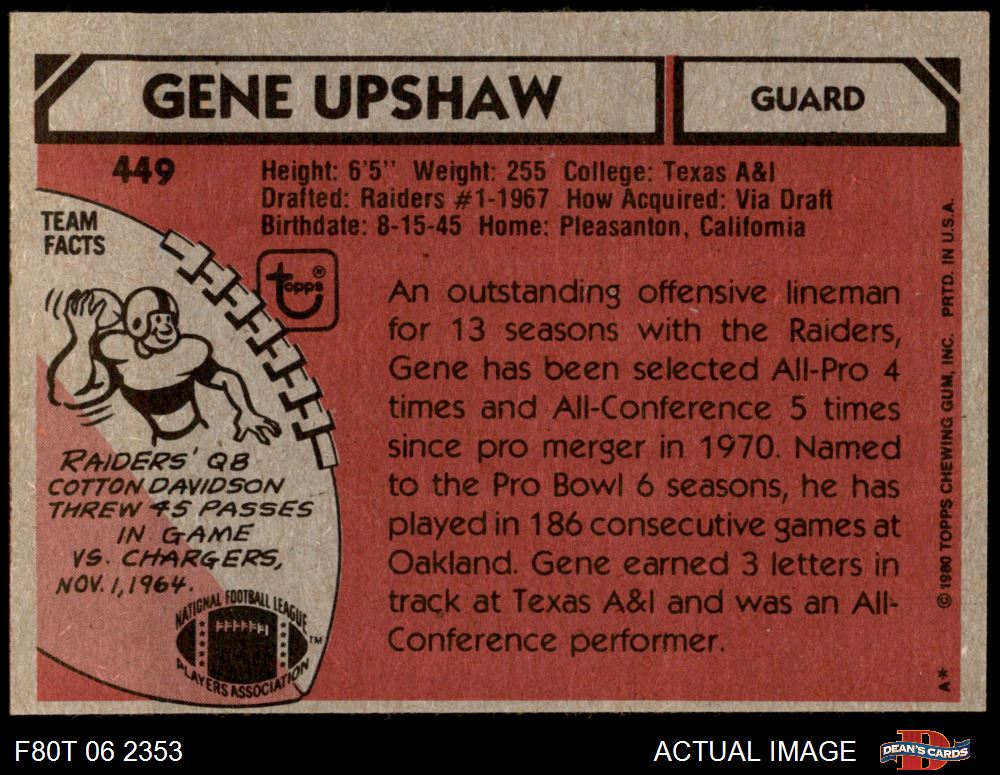 GENE UPSHAW
GUARD
449
Height: 6'5" Weight: 255 College: Texas A&I
Drafted: Raiders #1-1967 How Acquired: Via Draft
Birthdate: 8-15-45 Home: Pleasanton, California
TEAM
FACTS
topps®
RAIDERS' QB
COTTON DAVIDSON
THREW 45 PASSES
IN GAME
VS. CHARGERS,
NOV. 1, 1964.
NATIONAL FOOTBALL LEAGUE
PLAYERS ASSOCIATION
TM
An outstanding offensive lineman
for 13 seasons with the Raiders,
Gene has been selected All-Pro 4
times and All-Conference 5 times
since pro merger in 1970. Named
to the Pro Bowl 6 seasons, he has
played in 186 consecutive games at
Oakland. Gene earned 3 letters in
track at Texas A&I and was an All-
Conference performer.
A* © 1980 TOPPS CHEWING GUM, INC. PRTD. IN U.S.A.
F80T 06 2353
ACTUAL IMAGE
DEAN'S CARDS